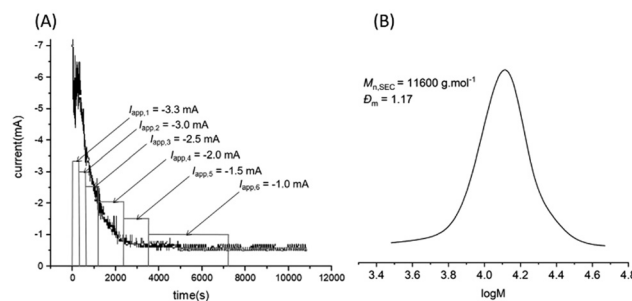 (A)
-7
-6
-5
-4
-3
-2
-1
0
current(mA)
Iapp,1 = -3.3 mA
Iapp,2 = -3.0 mA
Iapp,3 = -2.5 mA
Iapp,4 = -2.0 mA
Iapp,5 = -1.5 mA
Iapp,6 = -1.0 mA
0 2000 4000 6000 8000 10000 12000
time(s)
(B)
Mn,SEC = 11600 g.mol-1
Đm = 1.17
3.4 3.6 3.8 4.0 4.2 4.4 4.6 4.8
logM